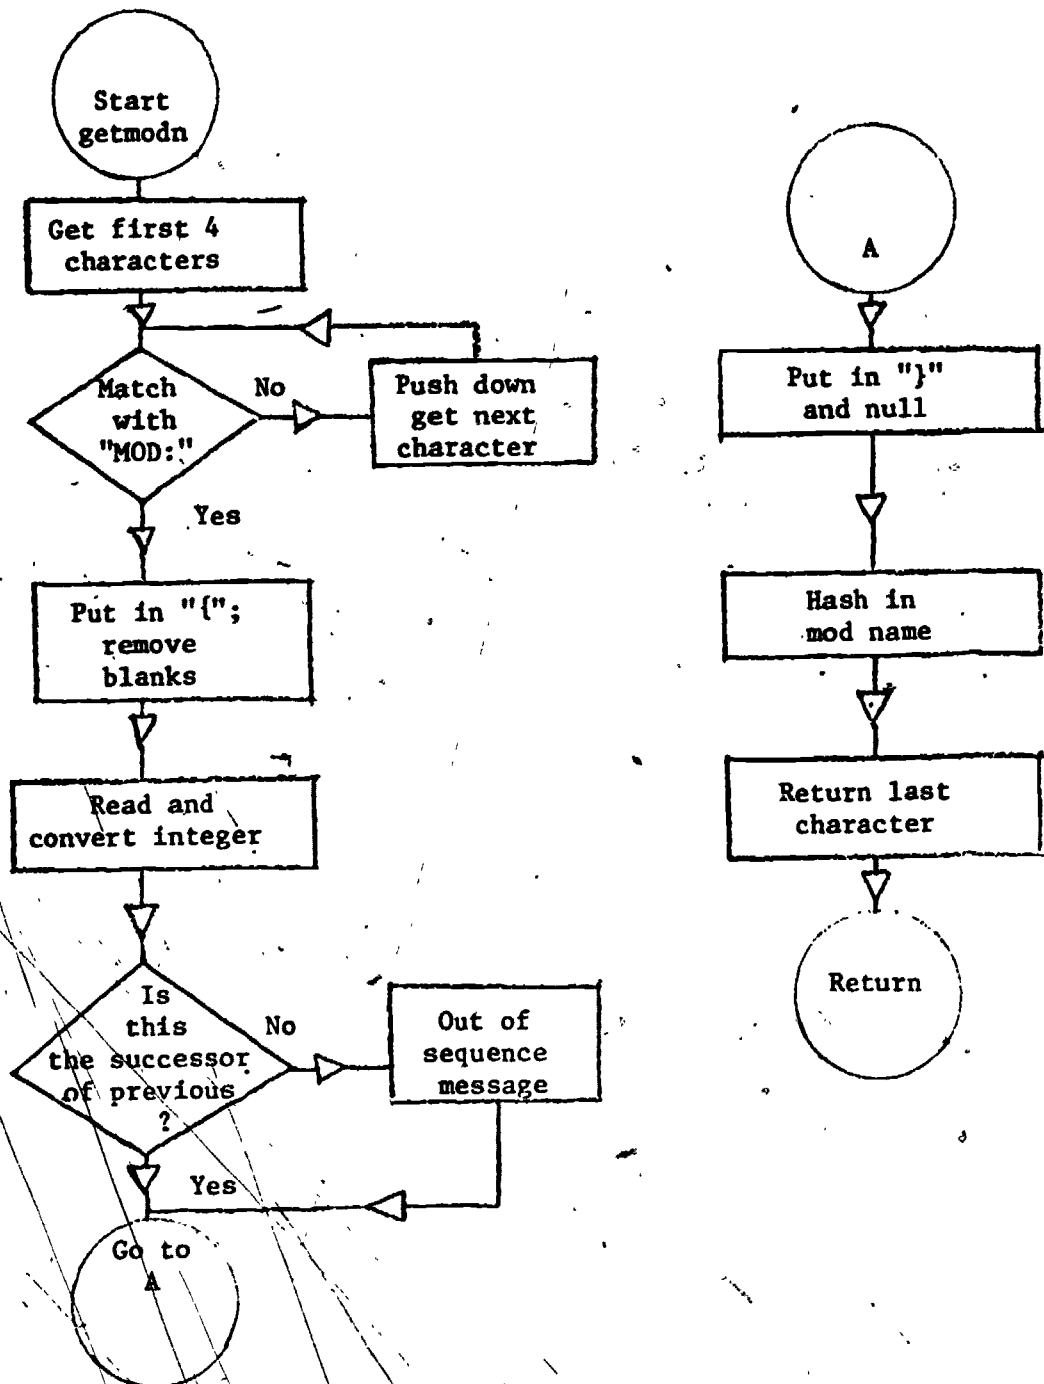 Start
getmodn
Get first 4
characters
Match
with
"MOD:"
No
Push down
get next
character
Yes
Put in "{";
remove
blanks
Read and
convert integer
Is
this
the successor
of previous
?
No
Out of
sequence
message
Yes
Go to
A
A
Put in "}"
and null
Hash in
mod name
Return last
character
Return